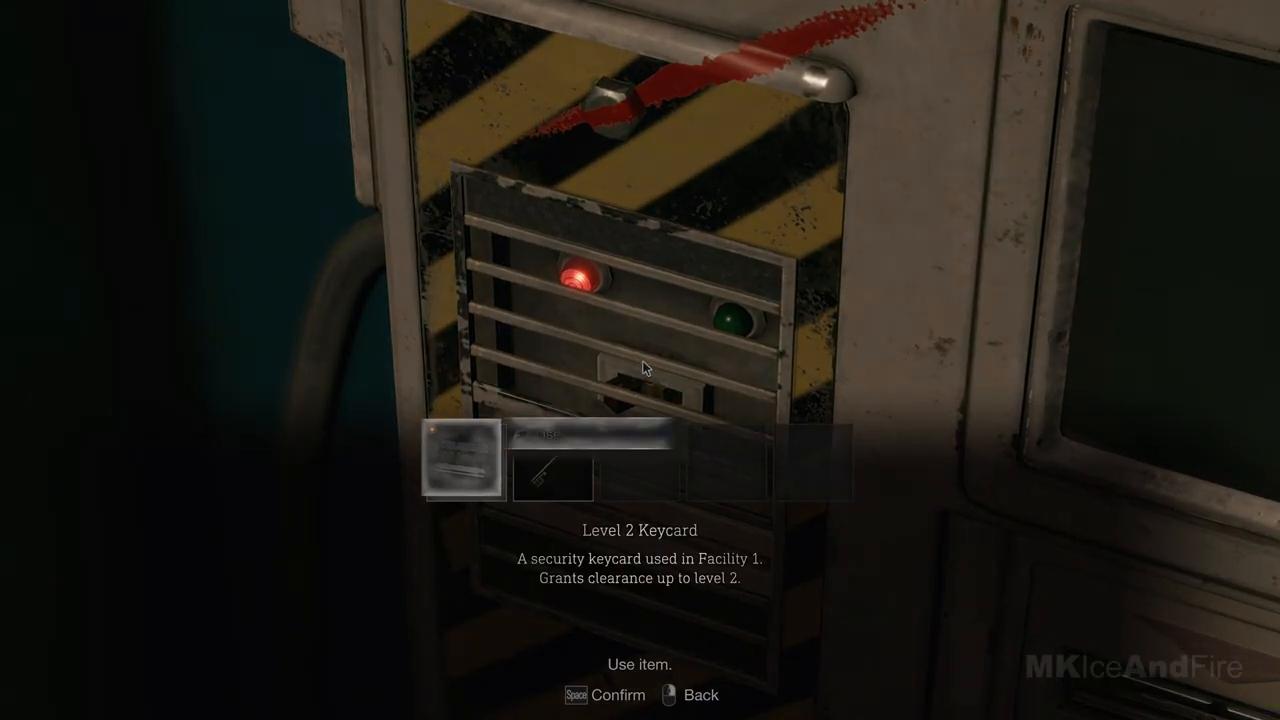 Level 2 Keycard
A security keycard used in Facility 1.
Grants clearance up to level 2.
Use item.
Space Confirm Back
MKIceAndFire